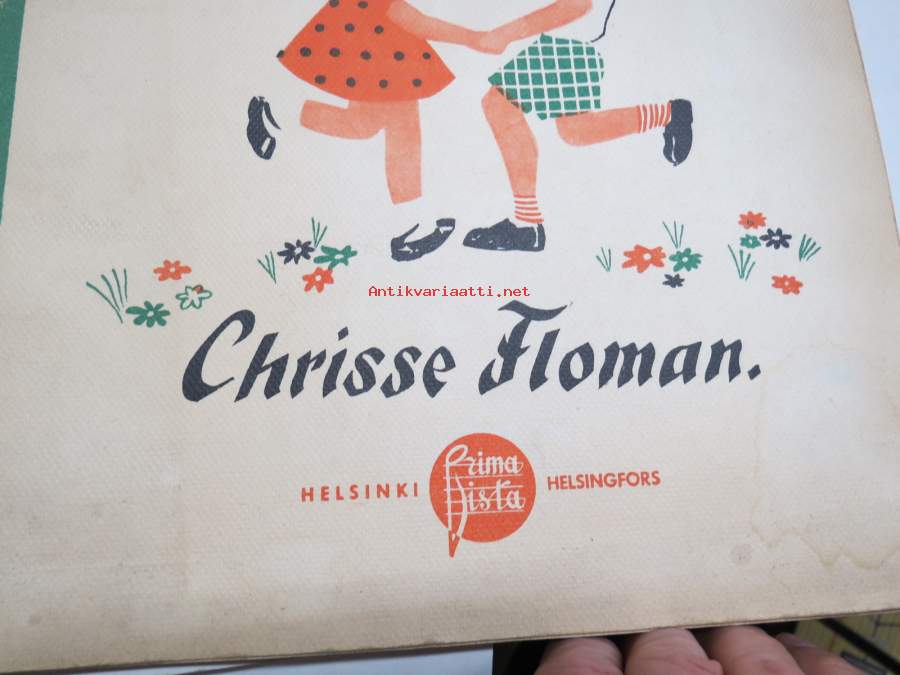 Antikvariaatti.net
Chrisse Floman.
HELSINKI
Prima
Vista
HELSINGFORS